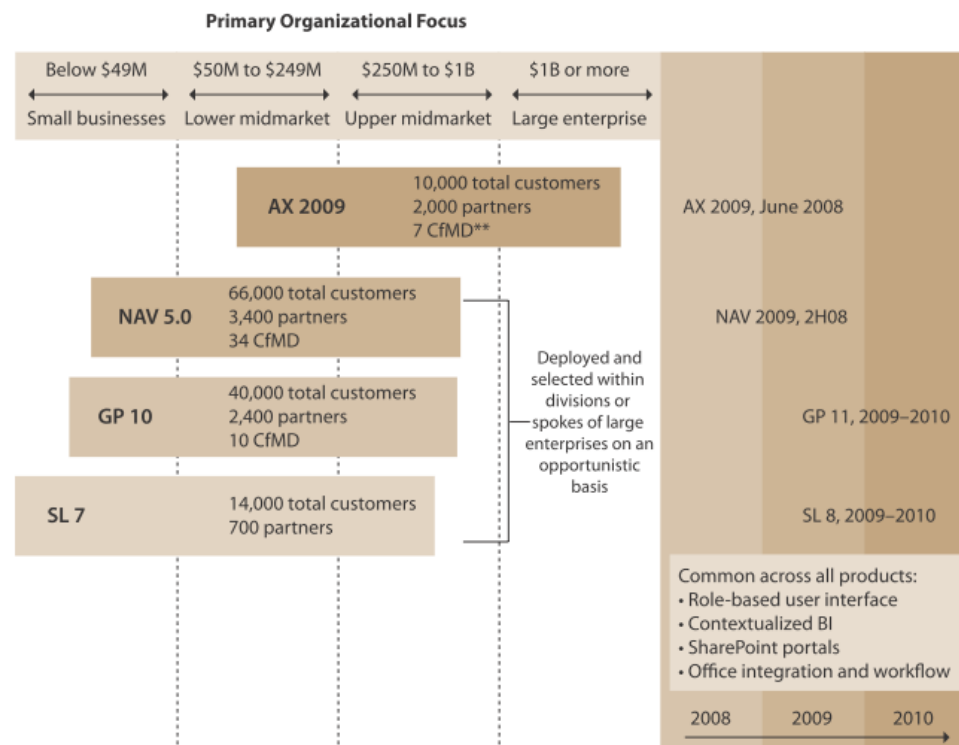 Primary Organizational Focus
Below $49M
$50M to $249M
$250M to $1B
$1B or more
Small businesses
Lower midmarket
Upper midmarket
Large enterprise
AX 2009
10,000 total customers
2,000 partners
7 CfMD**
AX 2009, June 2008
NAV 5.0
66,000 total customers
3,400 partners
34 CfMD
NAV 2009, 2H08
GP 10
40,000 total customers
2,400 partners
10 CfMD
GP 11, 2009–2010
SL 7
14,000 total customers
700 partners
SL 8, 2009–2010
Deployed and
selected within
divisions or
spokes of large
enterprises on an
opportunistic
basis
Common across all products:
• Role-based user interface
• Contextualized BI
• SharePoint portals
• Office integration and workflow
2008
2009
2010